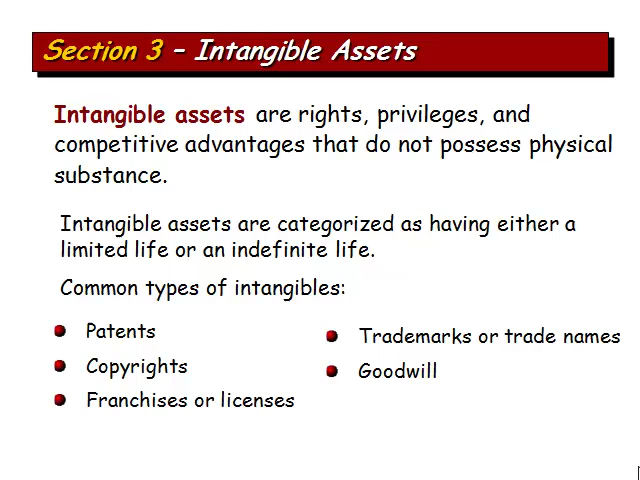 Section 3 – Intangible Assets
Intangible assets are rights, privileges, and
competitive advantages that do not possess physical
substance.
Intangible assets are categorized as having either a
limited life or an indefinite life.
Common types of intangibles:
Patents
Copyrights
Franchises or licenses
Trademarks or trade names
Goodwill